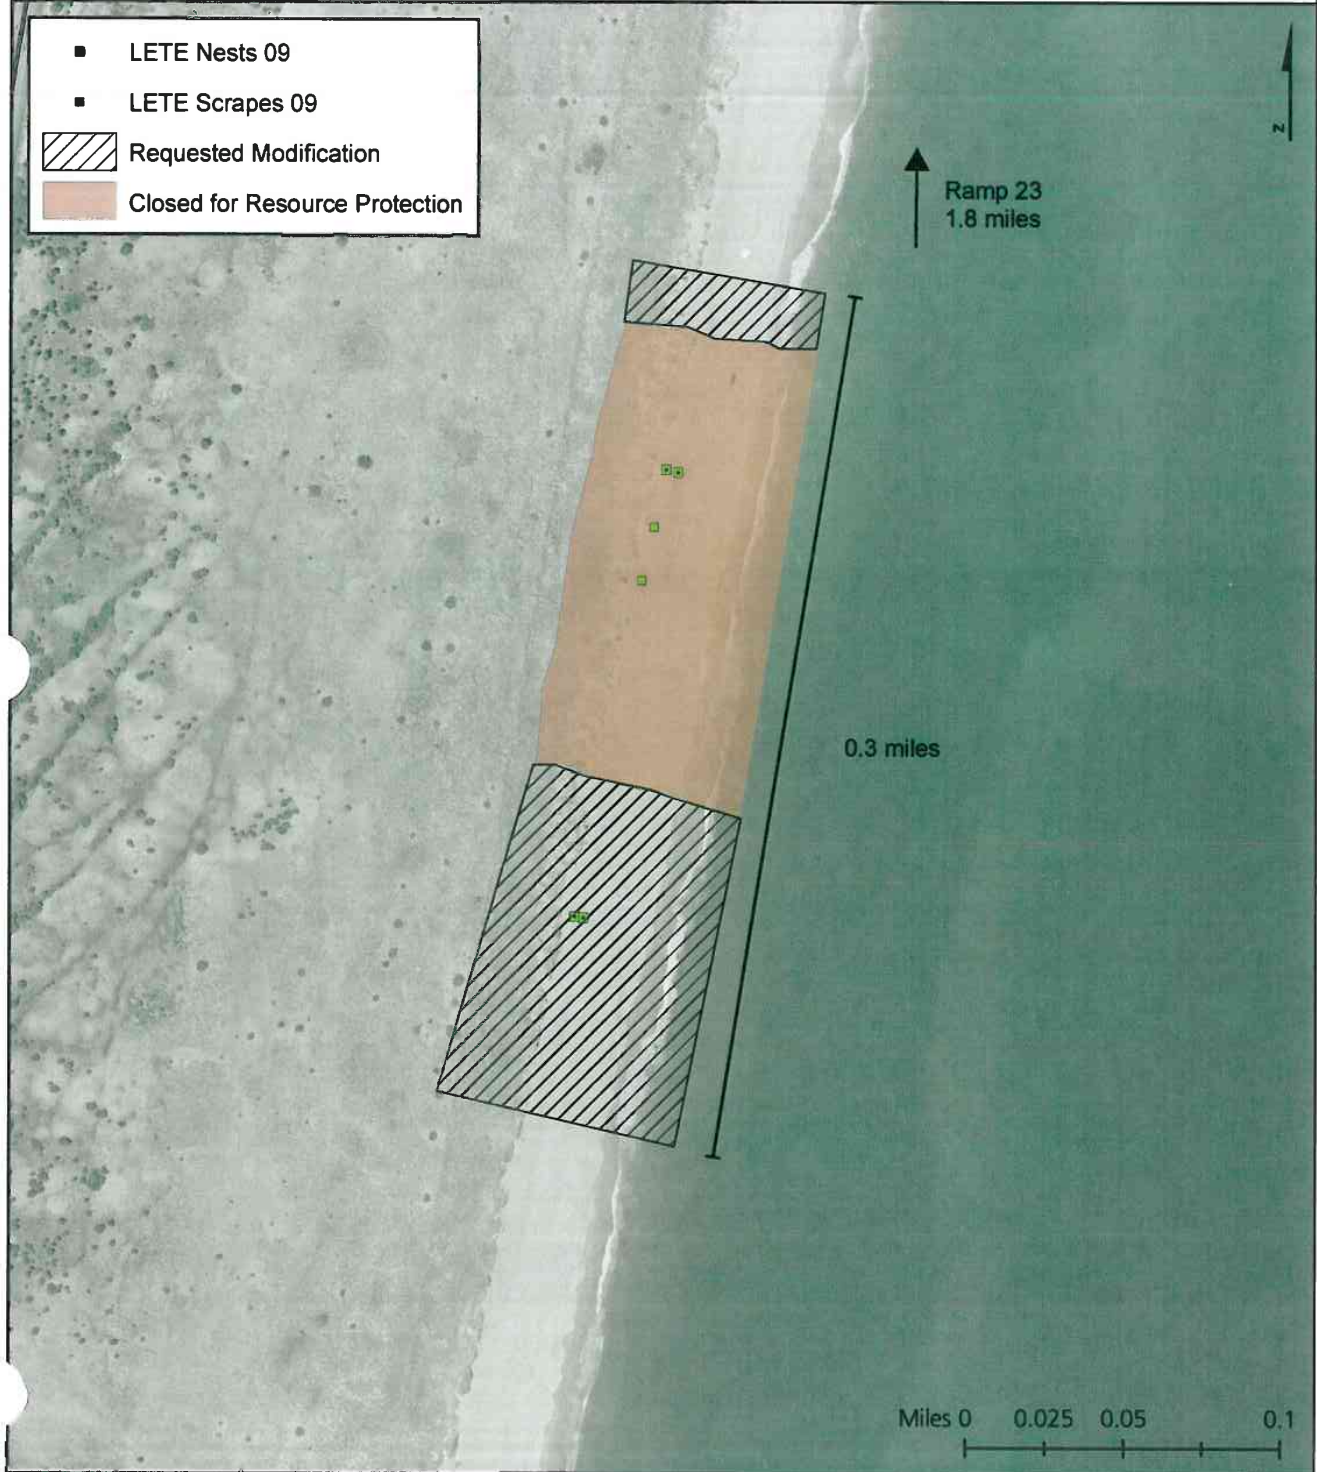 LETE Nests 09
LETE Scrapes 09
Requested Modification
Closed for Resource Protection
N
Ramp 23
1.8 miles
0.3 miles
Miles 0 0.025 0.05 0.1